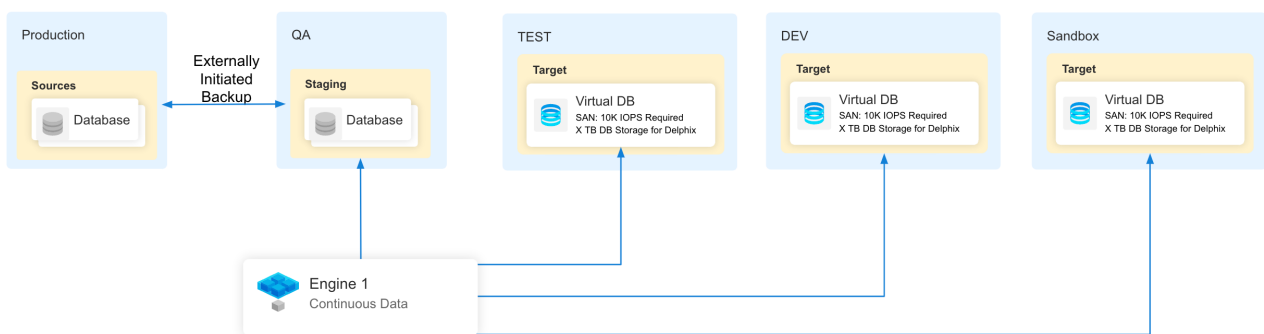 Production
Sources
Database
Externally
Initiated
Backup
QA
Staging
Database
TEST
Target
Virtual DB
SAN: 10K IOPS Required
X TB DB Storage for Delphix
DEV
Target
Virtual DB
SAN: 10K IOPS Required
X TB DB Storage for Delphix
Sandbox
Target
Virtual DB
SAN: 10K IOPS Required
X TB DB Storage for Delphix
Engine 1
Continuous Data